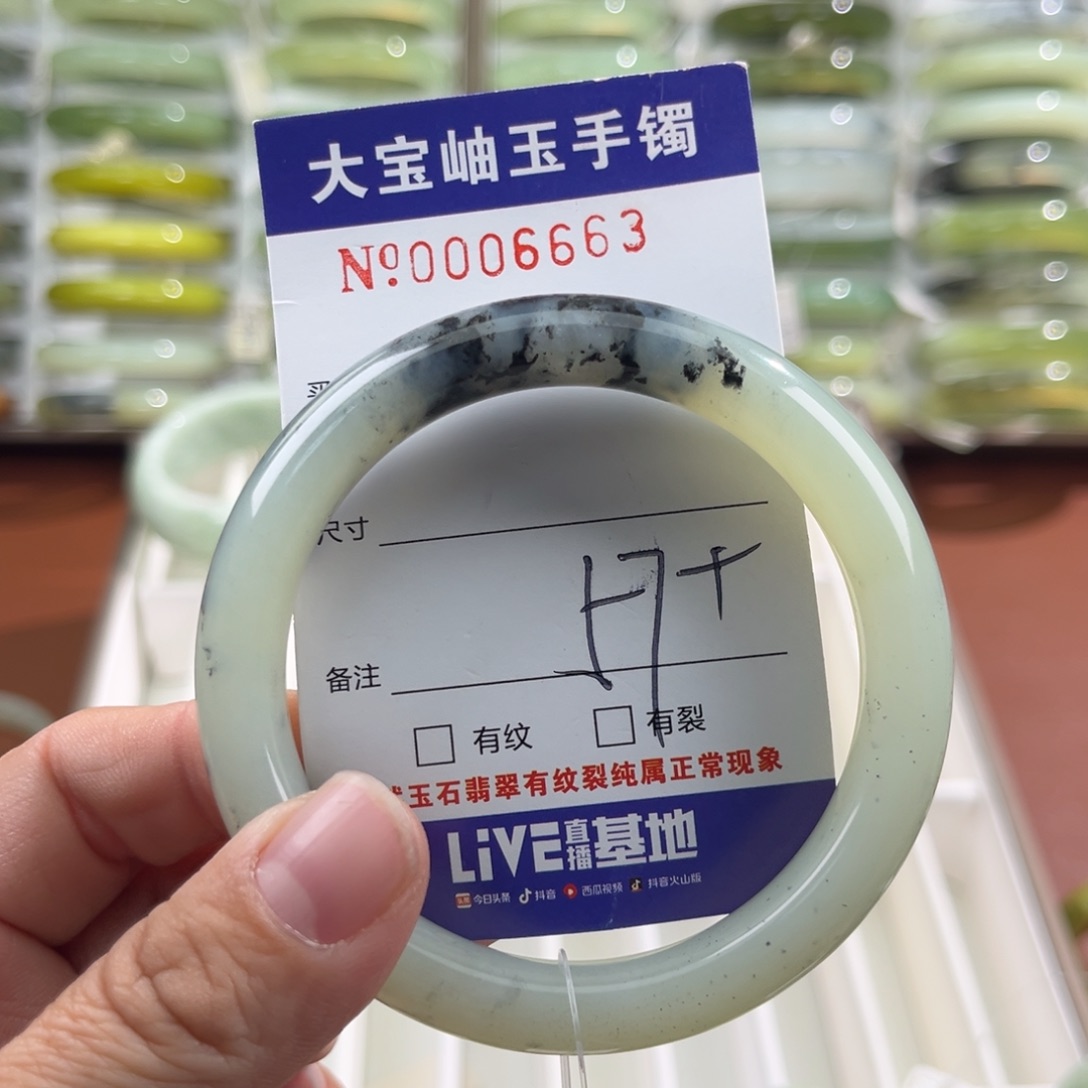 大宝岫玉手镯
Nº:0006663
尺寸
57+
备注
□ 有纹 □ 有裂
玉石翡翠有纹裂纯属正常现象
LiVE直播基地
今日头条 抖音 西瓜视频 抖音火山版